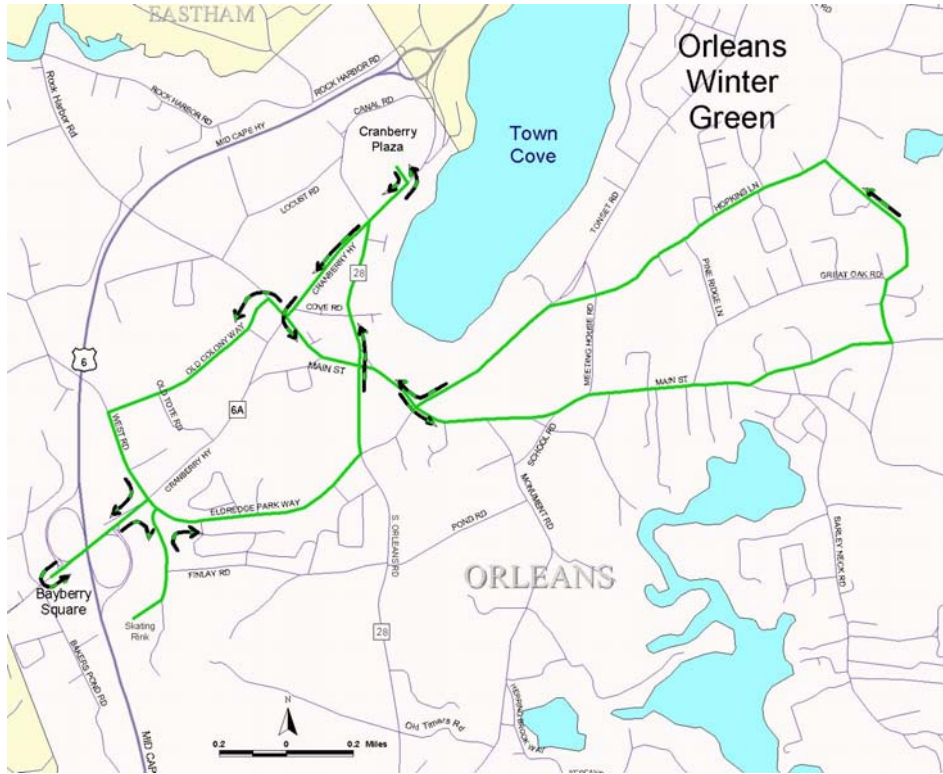 EASTHAM
Orleans
Winter
Green
ROCK HARBOR RD
Rock Harbor Rd
ROCK HARBOR RD
MID CAPE HY
CANAL RD
Cranberry
Plaza
Town
Cove
LOCUST RD
HOPKINS LN
TONSET RD
CRANBERRY HY
28
PINE RIDGE LN
GREAT OAK RD
COVE RD
MEETING HOUSE RD
OLD COLONY WAY
6
MAIN ST
MAIN ST
OLD TOTE RD
6A
WEST RD
SCHOOL RD
CRANBERRY HY
MONUMENT RD
ELDREDGE PARK WAY
S ORLEANS RD
POND RD
BARLEY NECK RD
FINLAY RD
ORLEANS
Bayberry
Square
Skating
Rink
28
BAKERS POND RD
N
HERRING BROOK WAY
Old Timers Rd
0.2 0 0.2 Miles
MID CAP